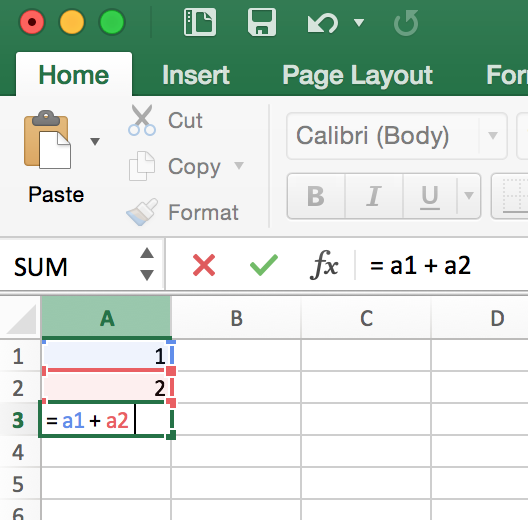 Home Insert Page Layout For
Cut
Copy
Paste Format
Calibri (Body)
B I U
SUM fx = a1 + a2
A B C D
1 1
2 2
3 = a1 + a2
4
5
6